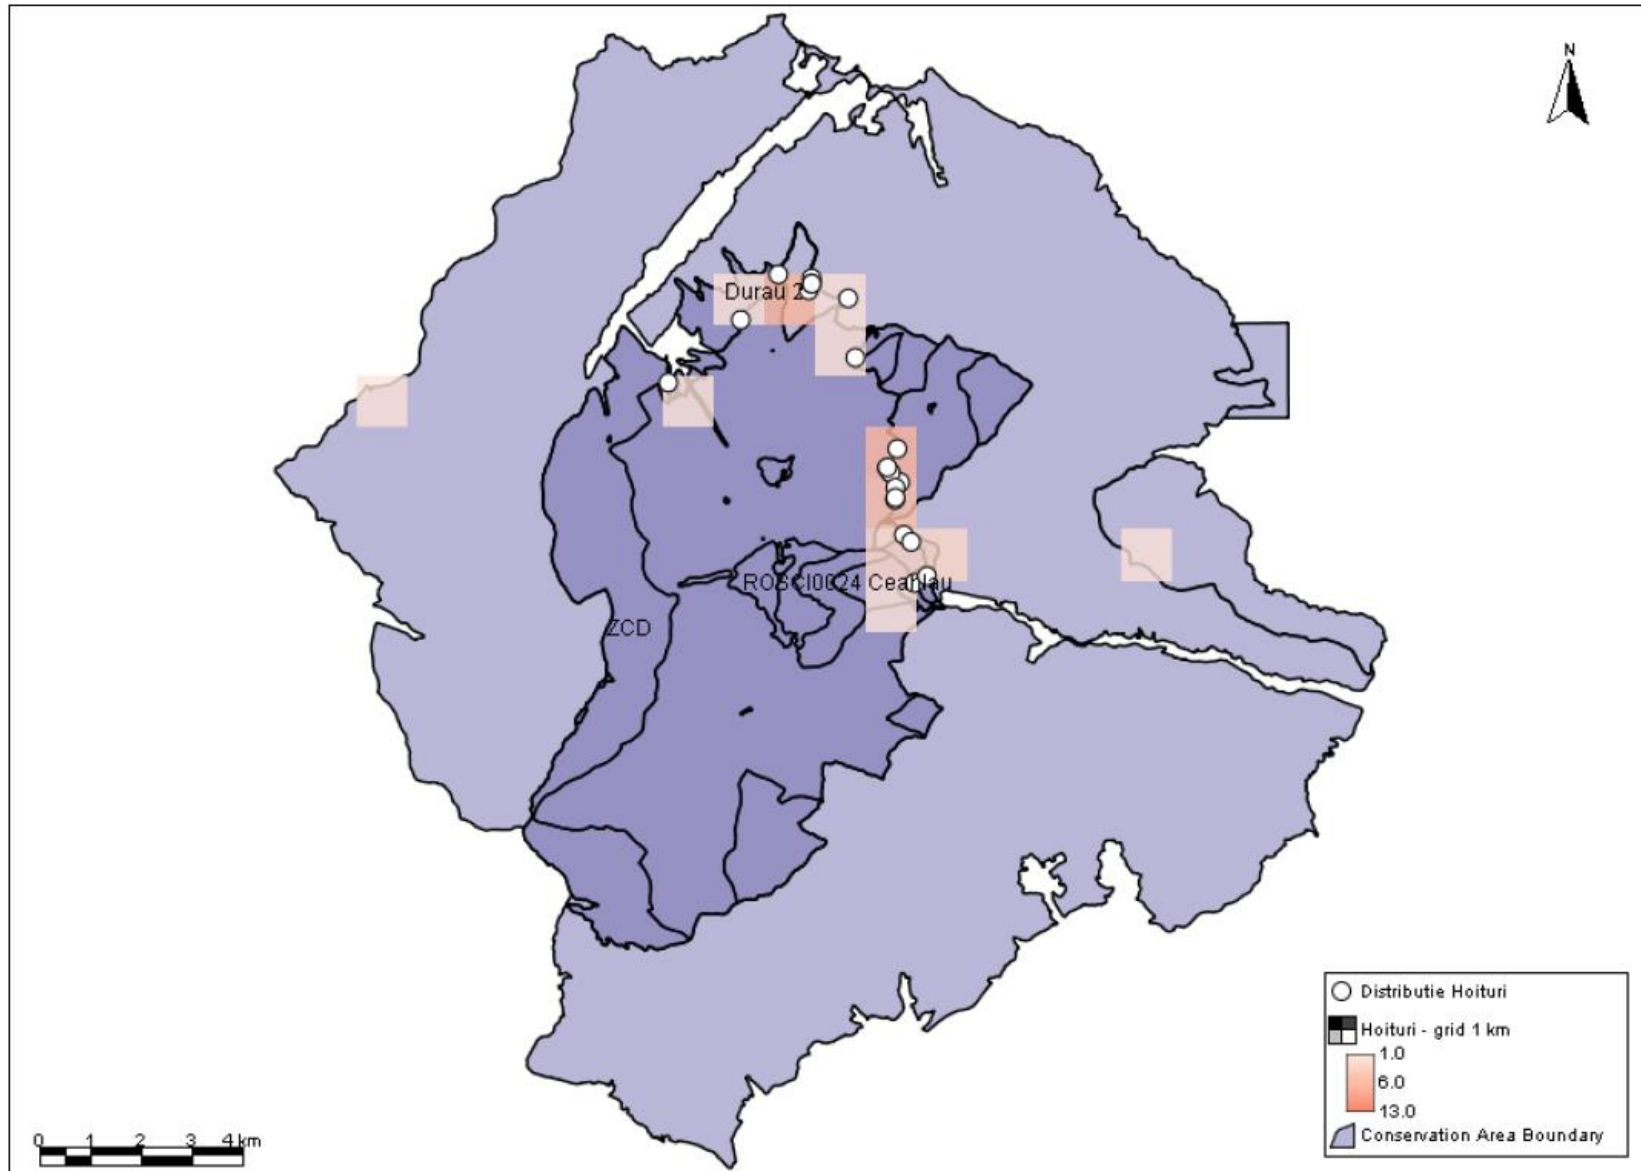 N
Durau 2
ROSCI0024 Ceahlau
ZCD
Distributie Hoituri
Hoituri - grid 1 km
1.0
6.0
13.0
Conservation Area Boundary
0 1 2 3 4 km